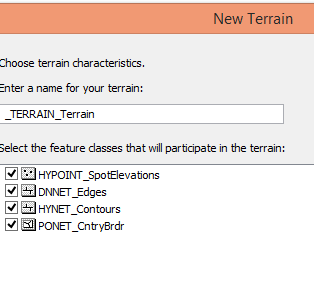 New Terrain
Choose terrain characteristics.
Enter a name for your terrain:
_TERRAIN_Terrain
Select the feature classes that will participate in the terrain:
HYPOINT_SpotElevations
DNNET_Edges
HYNET_Contours
PONET_CntryBrdr